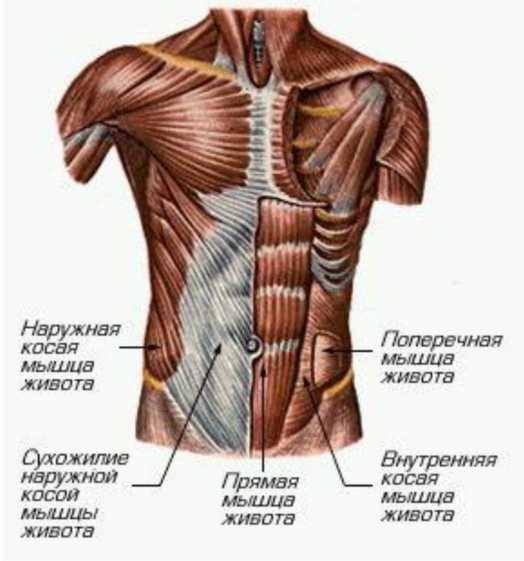 Наружная
косая
мышца
живота
Поперечная
мышца
живота
Сухожилие
наружной
косой
мышцы
живота
Прямая
мышца
живота
Внутренняя
косая
мышца
живота